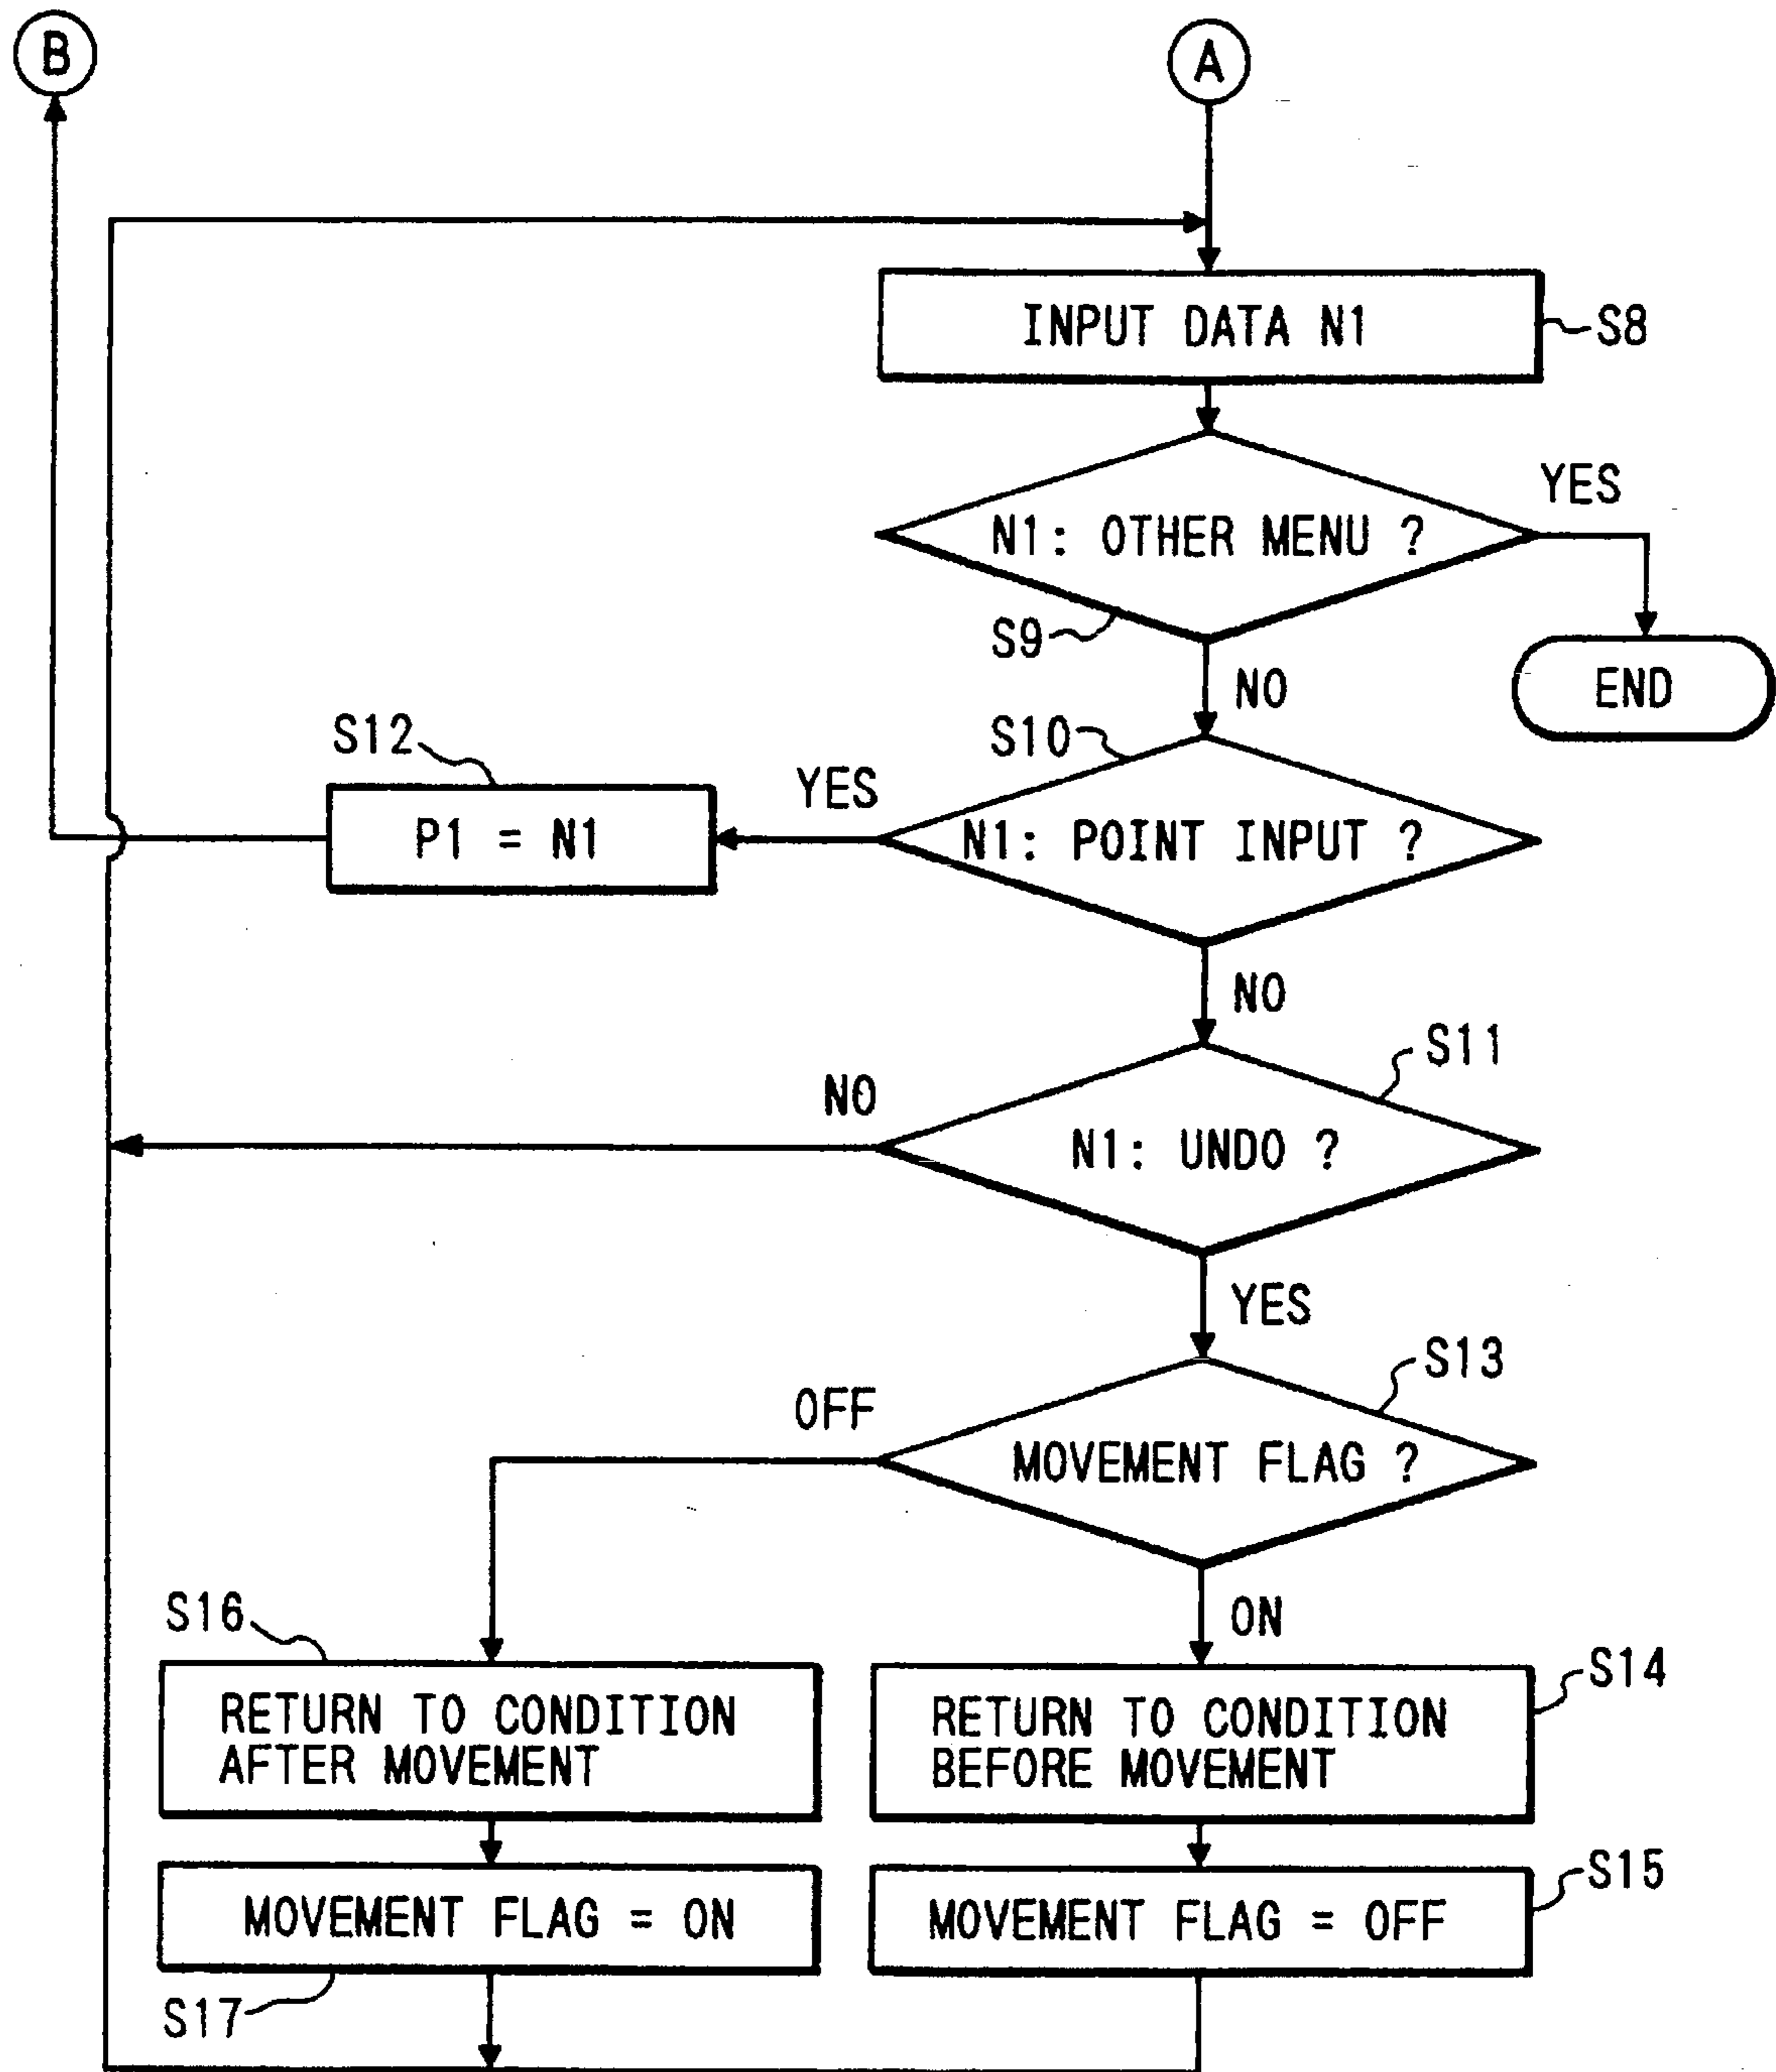 B
A
INPUT DATA N1
S8
YES
N1: OTHER MENU ?
S9
NO
END
S12
S10
YES
P1 = N1
N1: POINT INPUT ?
NO
S11
NO
N1: UNDO ?
YES
S13
OFF
MOVEMENT FLAG ?
ON
S16
S14
RETURN TO CONDITION
AFTER MOVEMENT
RETURN TO CONDITION
BEFORE MOVEMENT
S15
MOVEMENT FLAG = ON
MOVEMENT FLAG = OFF
S17